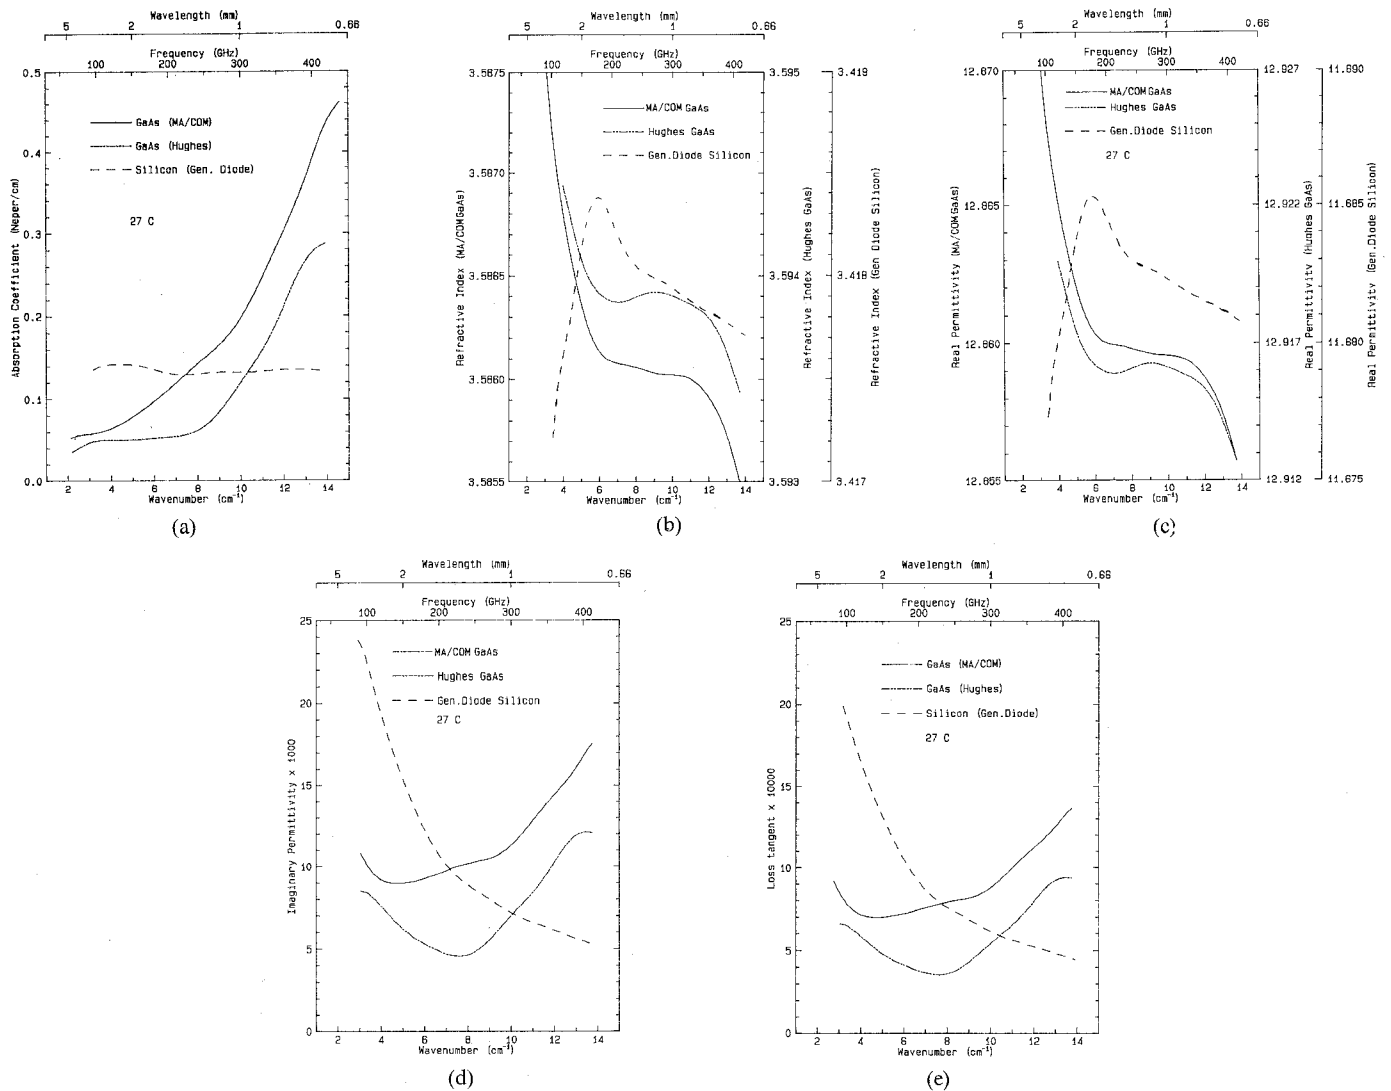 Wavelength (mm)
5 2 1 0.66
Frequency (GHz)
100 200 300 400
0.5
0.4
0.3
0.2
0.1
0.0
Absorption Coefficient (Neper/cm)
GaAs (MA/COM)
GaAs (Hughes)
Silicon (Gen. Diode)
27 C
2 4 6 8 10 12 14
Wavenumber (cm-1)
(a)
Wavelength (mm)
5 2 1 0.66
Frequency (GHz)
100 200 300 400
3.5875
3.5870
3.5865
3.5860
3.5855
Refractive Index (MA/COM GaAs)
MA/COM GaAs
Hughes GaAs
Gen.Diode Silicon
3.595
3.594
3.593
Refractive Index (Hughes GaAs)
3.419
3.418
3.417
Refractive Index (Gen Diode Silicon)
2 4 6 8 10 12 14
Wavenumber (cm-1)
(b)
Wavelength (mm)
5 2 1 0.66
Frequency (GHz)
100 200 300 400
12.870
12.865
12.860
12.855
Real Permittivity (MA/COM GaAs)
MA/COM GaAs
Hughes GaAs
Gen.Diode Silicon
27 C
12.927
12.922
12.917
12.912
Real Permittivity (Hughes GaAs)
11.690
11.685
11.680
11.675
Real Permittivity (Gen.Diode Silicon)
2 4 6 8 10 12 14
Wavenumber (cm-1)
(c)
Wavelength (mm)
5 2 1 0.66
Frequency (GHz)
100 200 300 400
25
20
15
10
5
0
Imaginary Permittivity x 1000
MA/COM GaAs
Hughes GaAs
Gen.Diode Silicon
27 C
2 4 6 8 10 12 14
Wavenumber (cm-1)
(d)
Wavelength (mm)
5 2 1 0.66
Frequency (GHz)
100 200 300 400
25
20
15
10
5
0
Loss tangent x 10000
GaAs (MA/COM)
GaAs (Hughes)
Silicon (Gen.Diode)
27 C
2 4 6 8 10 12 14
Wavenumber (cm-1)
(e)